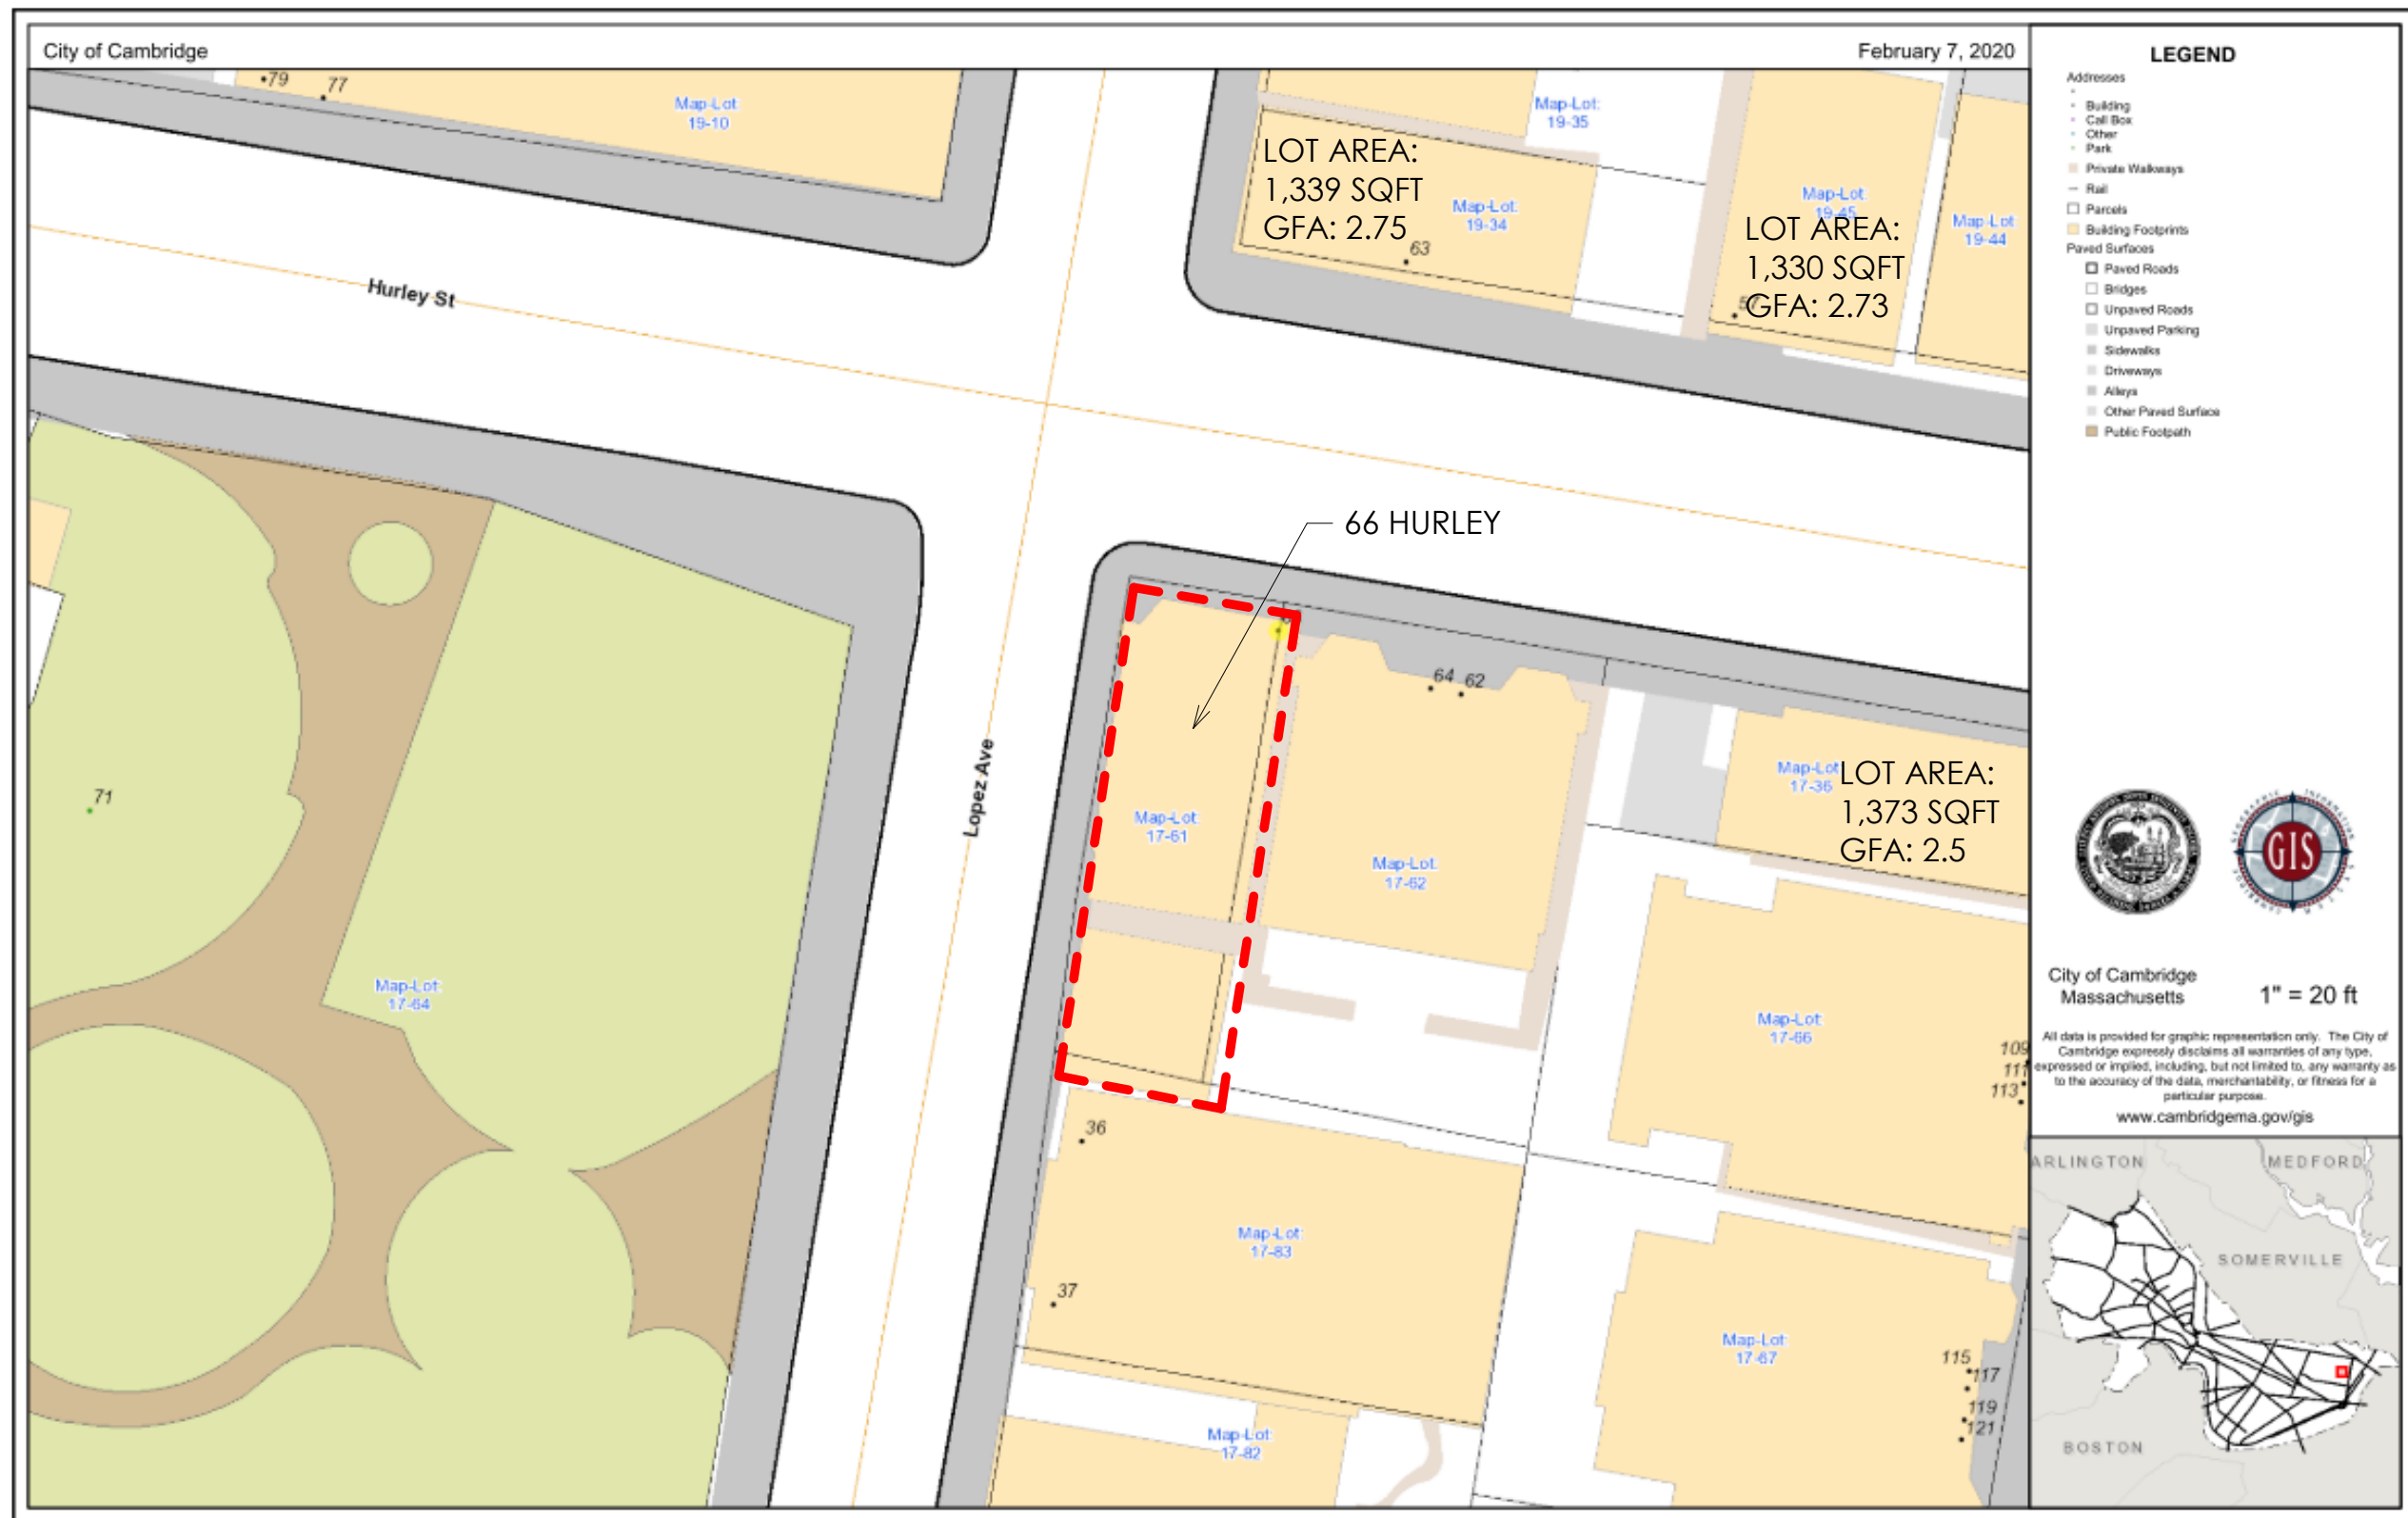 City of Cambridge
February 7, 2020
79
77
Map-Lot:
19-10
Map-Lot:
19-35
LOT AREA:
1,339 SQFT
GFA: 2.75
Map-Lot:
19-34
63
Map-Lot:
19-45
LOT AREA:
1,330 SQFT
GFA: 2.73
57
Map-Lot:
19-44
Hurley St
66 HURLEY
64 62
Lopez Ave
71
Map-Lot:
17-61
Map-Lot:
17-62
Map-Lot:
17-36
LOT AREA:
1,373 SQFT
GFA: 2.5
Map-Lot:
17-64
Map-Lot:
17-66
109
111
113
36
Map-Lot:
17-83
37
Map-Lot:
17-67
115
117
119
121
Map-Lot:
17-82
LEGEND
Addresses
Building
Call Box
Other
Park
Private Walkways
Rail
Parcels
Building Footprints
Paved Surfaces
Paved Roads
Bridges
Unpaved Roads
Unpaved Parking
Sidewalks
Driveways
Alleys
Other Paved Surface
Public Footpath
GIS
City of Cambridge
Massachusetts
1" = 20 ft
All data is provided for graphic representation only. The City of
Cambridge expressly disclaims all warranties of any type,
expressed or implied, including, but not limited to, any warranty as
to the accuracy of the data, merchantability, or fitness for a
particular purpose.
www.cambridgema.gov/gis
ARLINGTON
MEDFORD
SOMERVILLE
BOSTON